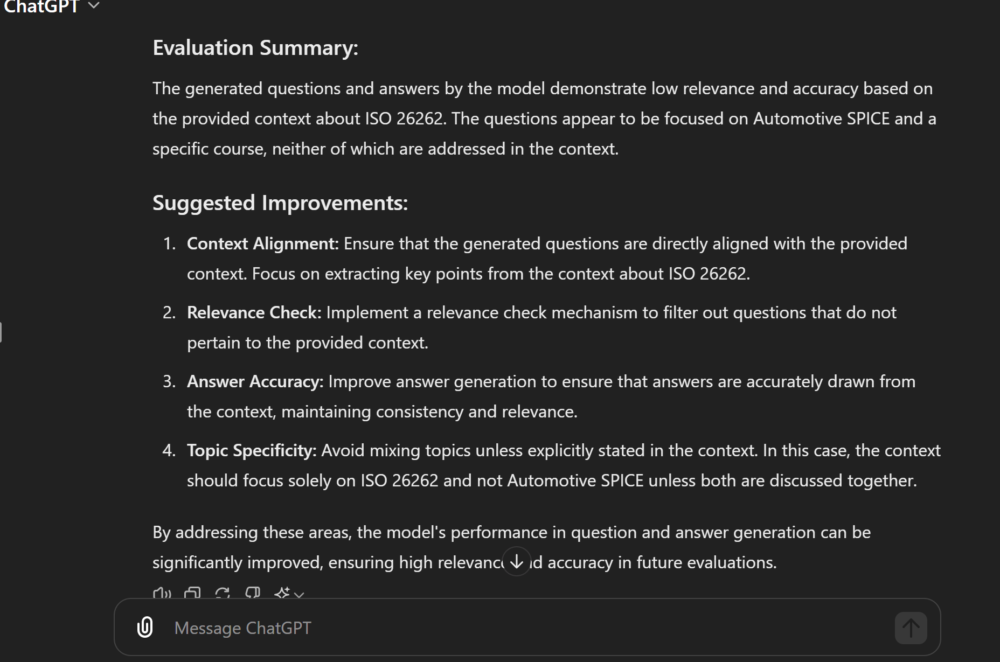 ChatGPT
Evaluation Summary:
The generated questions and answers by the model demonstrate low relevance and accuracy based on
the provided context about ISO 26262. The questions appear to be focused on Automotive SPICE and a
specific course, neither of which are addressed in the context.
Suggested Improvements:
1. Context Alignment: Ensure that the generated questions are directly aligned with the provided
context. Focus on extracting key points from the context about ISO 26262.
2. Relevance Check: Implement a relevance check mechanism to filter out questions that do not
pertain to the provided context.
3. Answer Accuracy: Improve answer generation to ensure that answers are accurately drawn from
the context, maintaining consistency and relevance.
4. Topic Specificity: Avoid mixing topics unless explicitly stated in the context. In this case, the context
should focus solely on ISO 26262 and not Automotive SPICE unless both are discussed together.
By addressing these areas, the model's performance in question and answer generation can be
significantly improved, ensuring high accuracy in future evaluations.
Message ChatGPT